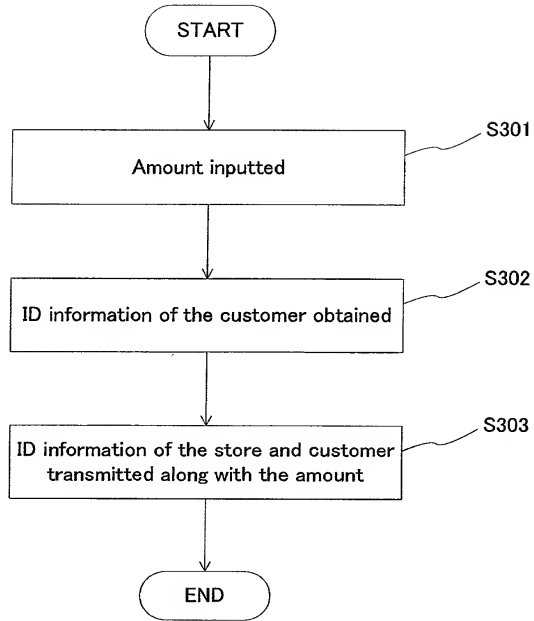 START
S301
Amount inputted
S302
ID information of the customer obtained
S303
ID information of the store and customer
transmitted along with the amount
END